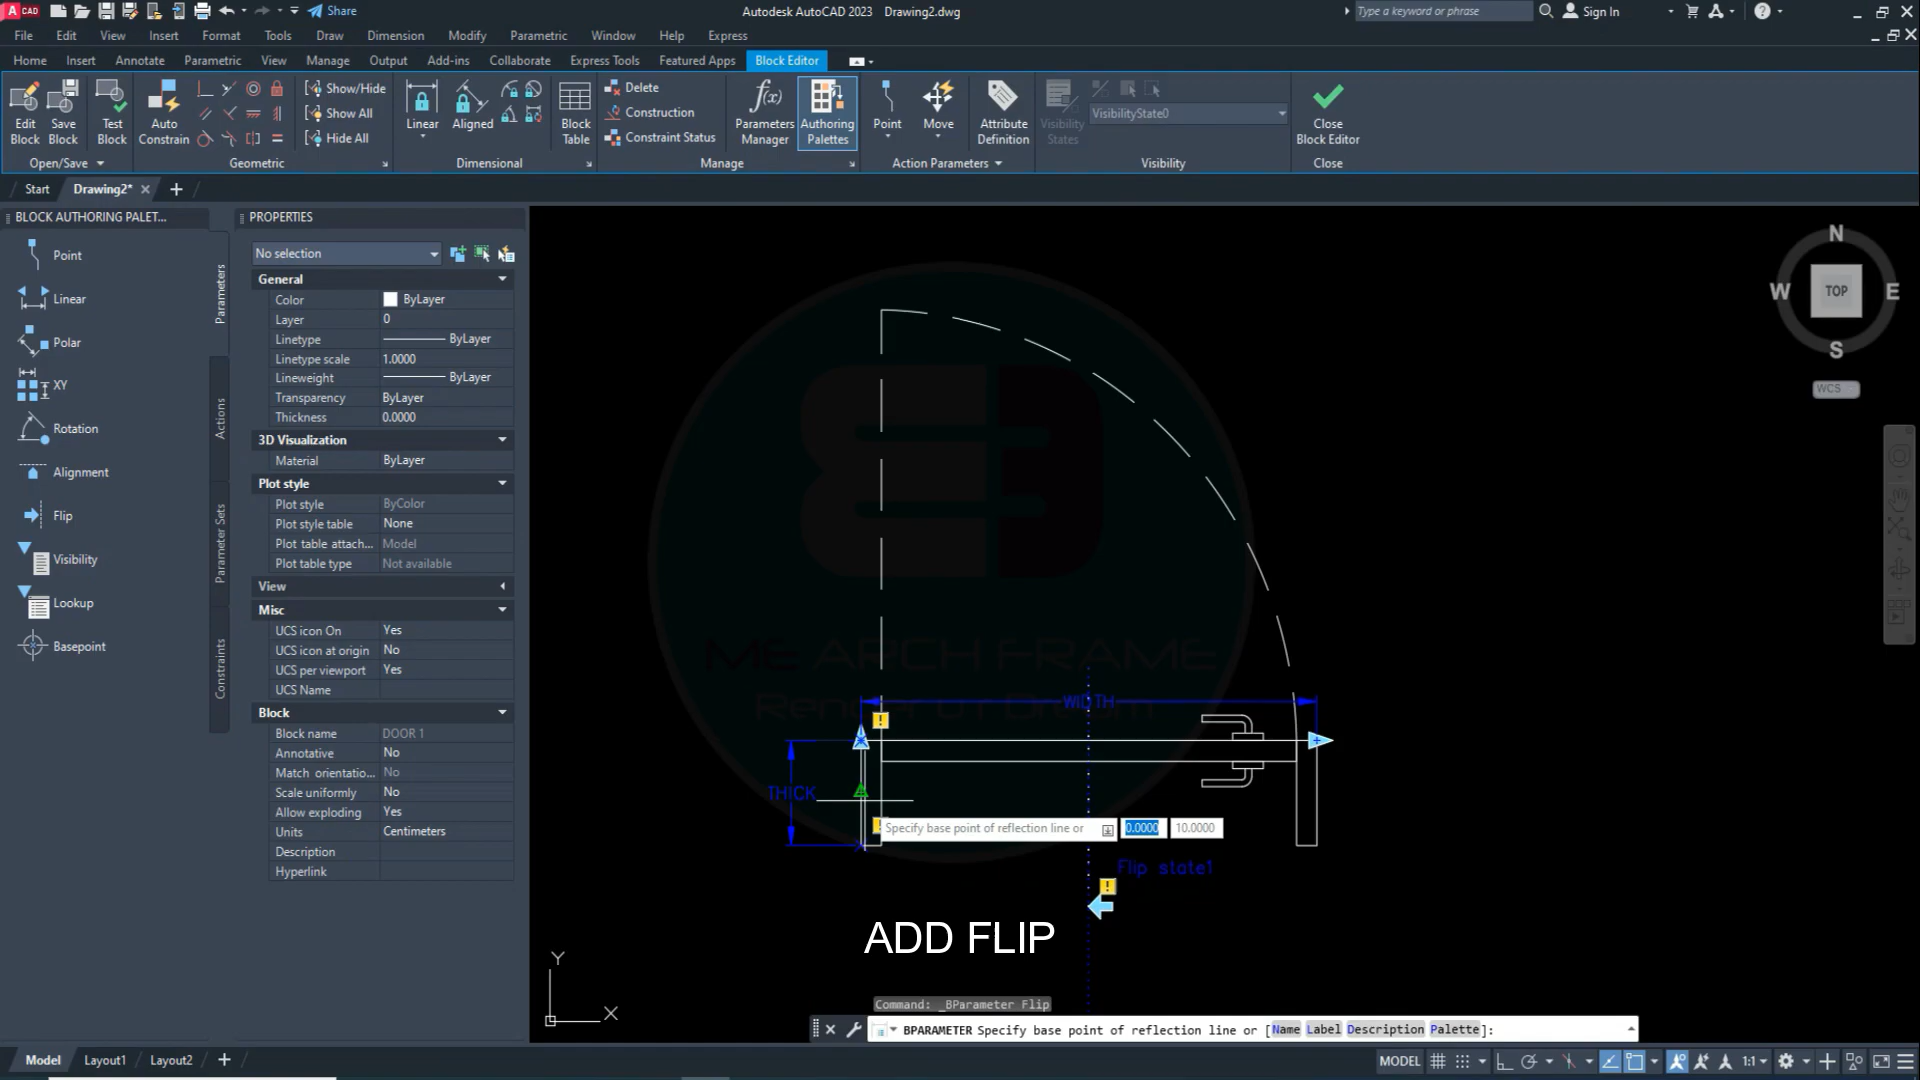 Share
Autodesk AutoCAD 2023 Drawing2.dwg
Type a keyword or phrase
Sign In
File Edit View Insert Format Tools Draw Dimension Modify Parametric Window Help Express
Home Insert Annotate Parametric View Manage Output Add-ins Collaborate Express Tools Featured Apps Block Editor
Edit Block
Save Block
Test Block
Auto Constrain
Show/Hide
Show All
Hide All
Linear
Aligned
Block Table
Delete
Construction
Constraint Status
Parameters Manager
Authoring Palettes
Point
Move
Attribute Definition
Visibility States
VisibilityState0
Close Block Editor
Open/Save
Geometric
Dimensional
Manage
Action Parameters
Visibility
Close
Start
Drawing2*
BLOCK AUTHORING PALET...
Point
Linear
Polar
XY
Rotation
Alignment
Flip
Visibility
Lookup
Basepoint
Parameters
Actions
Parameter Sets
Constraints
PROPERTIES
No selection
General
Color ByLayer
Layer 0
Linetype ByLayer
Linetype scale 1.0000
Lineweight ByLayer
Transparency ByLayer
Thickness 0.0000
3D Visualization
Material ByLayer
Plot style
Plot style ByColor
Plot style table None
Plot table attach... Model
Plot table type Not available
View
Misc
UCS icon On Yes
UCS icon at origin No
UCS per viewport Yes
UCS Name
Block
Block name DOOR 1
Annotative No
Match orientatio... No
Scale uniformly No
Allow exploding Yes
Units Centimeters
Description
Hyperlink
N
W TOP E
S
WCS
ME ARCH FRAME
WIDTH
THICK
Specify base point of reflection line or 0.0000 10.0000
Flip state1
ADD FLIP
Y
X
Command: _BParameter Flip
BPARAMETER Specify base point of reflection line or [Name Label Description Palette]:
Model Layout1 Layout2
MODEL
1:1